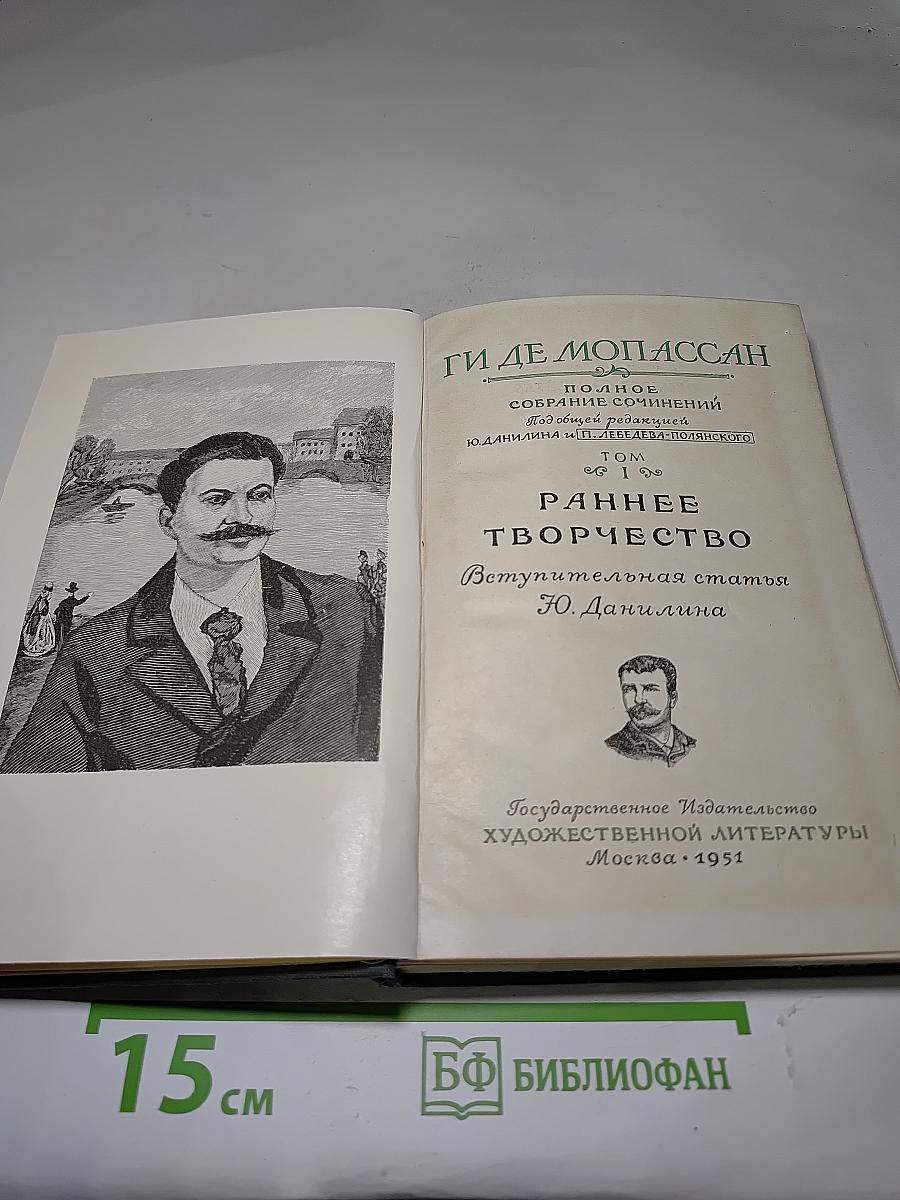 ГИ ДЕ МОПАССАН
ПОЛНОЕ
СОБРАНИЕ СОЧИНЕНИЙ
Под общей редакцией
Ю. ДАНИЛИНА и П. ЛЕБЕДЕВА-ПОЛЯНСКОГО
ТОМ
I
РАННЕЕ
ТВОРЧЕСТВО
Вступительная статья
Ю. Данилина
Государственное Издательство
ХУДОЖЕСТВЕННОЙ ЛИТЕРАТУРЫ
Москва • 1951
15 см
БФ БИБЛИОФАН